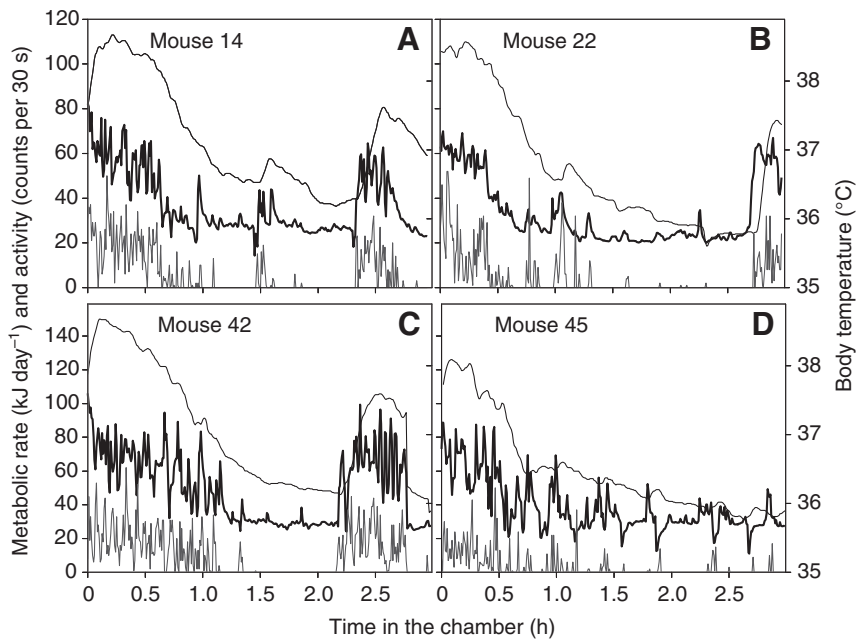 Metabolic rate (kJ day⁻¹) and activity (counts per 30 s)
120
100
80
60
40
20
0
Mouse 14
A
Mouse 22
B
38
37
36
35
140
120
100
80
60
40
20
0
Mouse 42
C
Mouse 45
D
38
37
36
35
Body temperature (°C)
0 0.5 1.0 1.5 2.0 2.5 0 0.5 1.0 1.5 2.0 2.5
Time in the chamber (h)